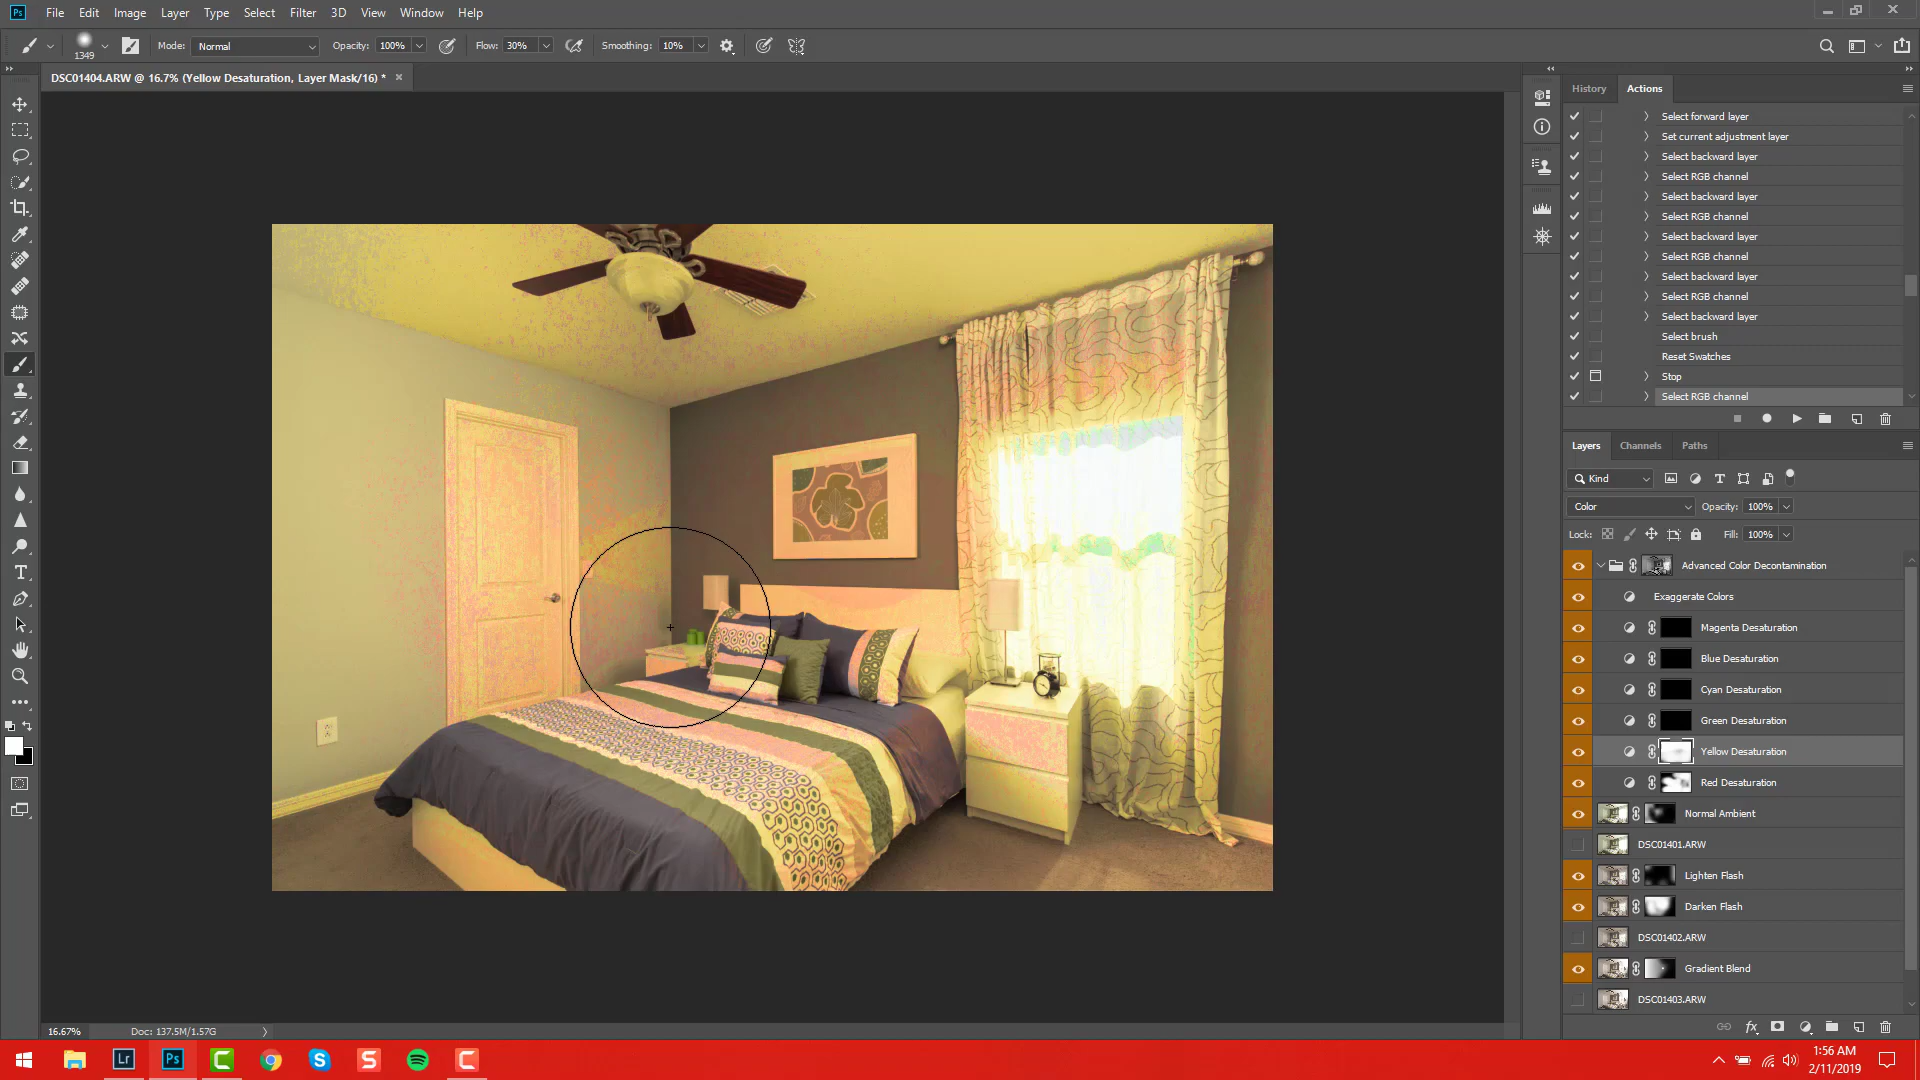 Ps File Edit Image Layer Type Select Filter 3D View Window Help
1349 Mode: Normal Opacity: 100% Flow: 30% Smoothing: 10%
DSC01404.ARW @ 16.7% (Yellow Desaturation, Layer Mask/16) * ×
History Actions
Select forward layer
Set current adjustment layer
Select backward layer
Select RGB channel
Select backward layer
Select RGB channel
Select backward layer
Select RGB channel
Select backward layer
Select RGB channel
Select backward layer
Select brush
Reset Swatches
Stop
Select RGB channel
Layers Channels Paths
Kind
Color Opacity: 100%
Lock: Fill: 100%
Advanced Color Decontamination
Exaggerate Colors
Magenta Desaturation
Blue Desaturation
Cyan Desaturation
Green Desaturation
Yellow Desaturation
Red Desaturation
Normal Ambient
DSC01401.ARW
Lighten Flash
Darken Flash
DSC01402.ARW
Gradient Blend
DSC01403.ARW
fx
16.67% Doc: 137.5M/1.57G
Lr Ps C S S C
1:56 AM
2/11/2019